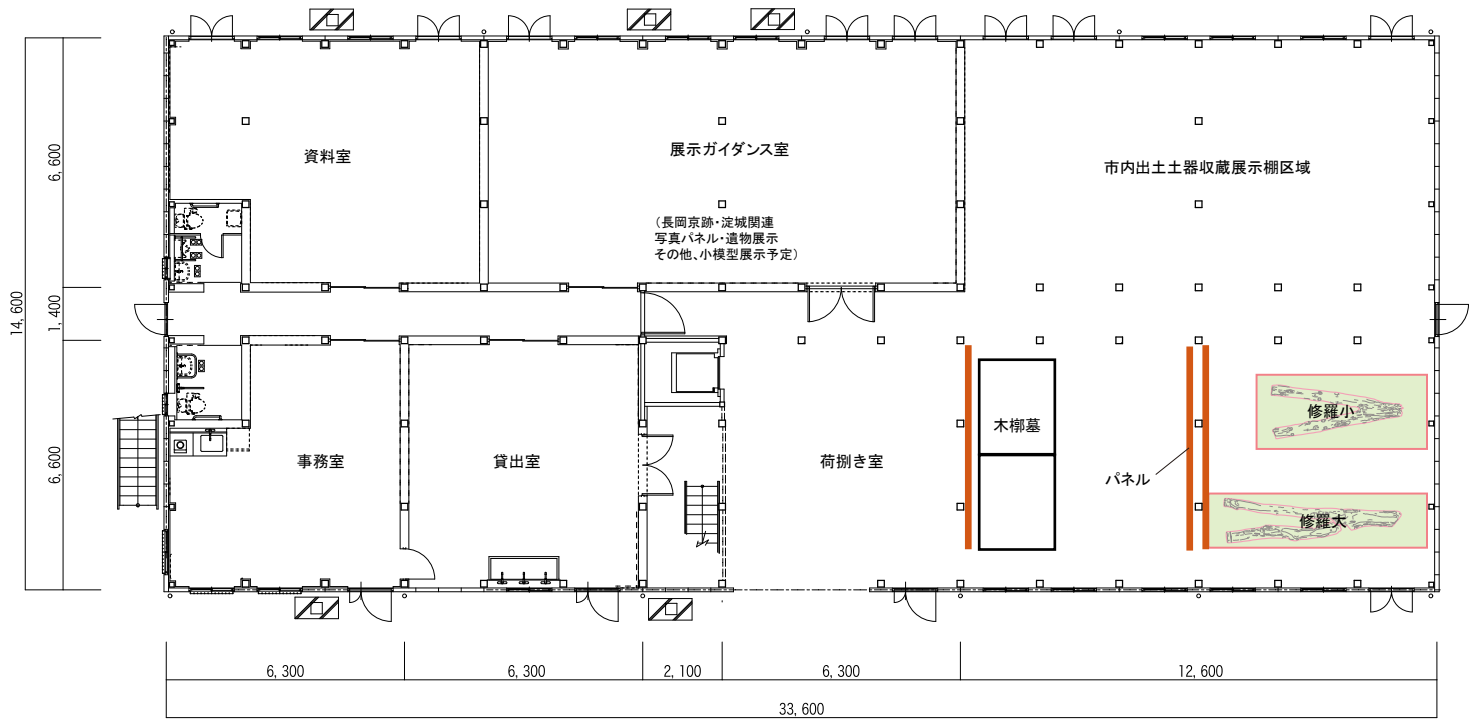 資料室
展示ガイダンス室
(長岡京跡・淀城関連
写真パネル・遺物展示
その他、小模型展示予定)
市内出土土器収蔵展示棚区域
6,600
1,400
14,600
6,600
事務室
貸出室
荷捌き室
木槨墓
パネル
修羅小
修羅大
6,300
6,300
2,100
6,300
12,600
33,600